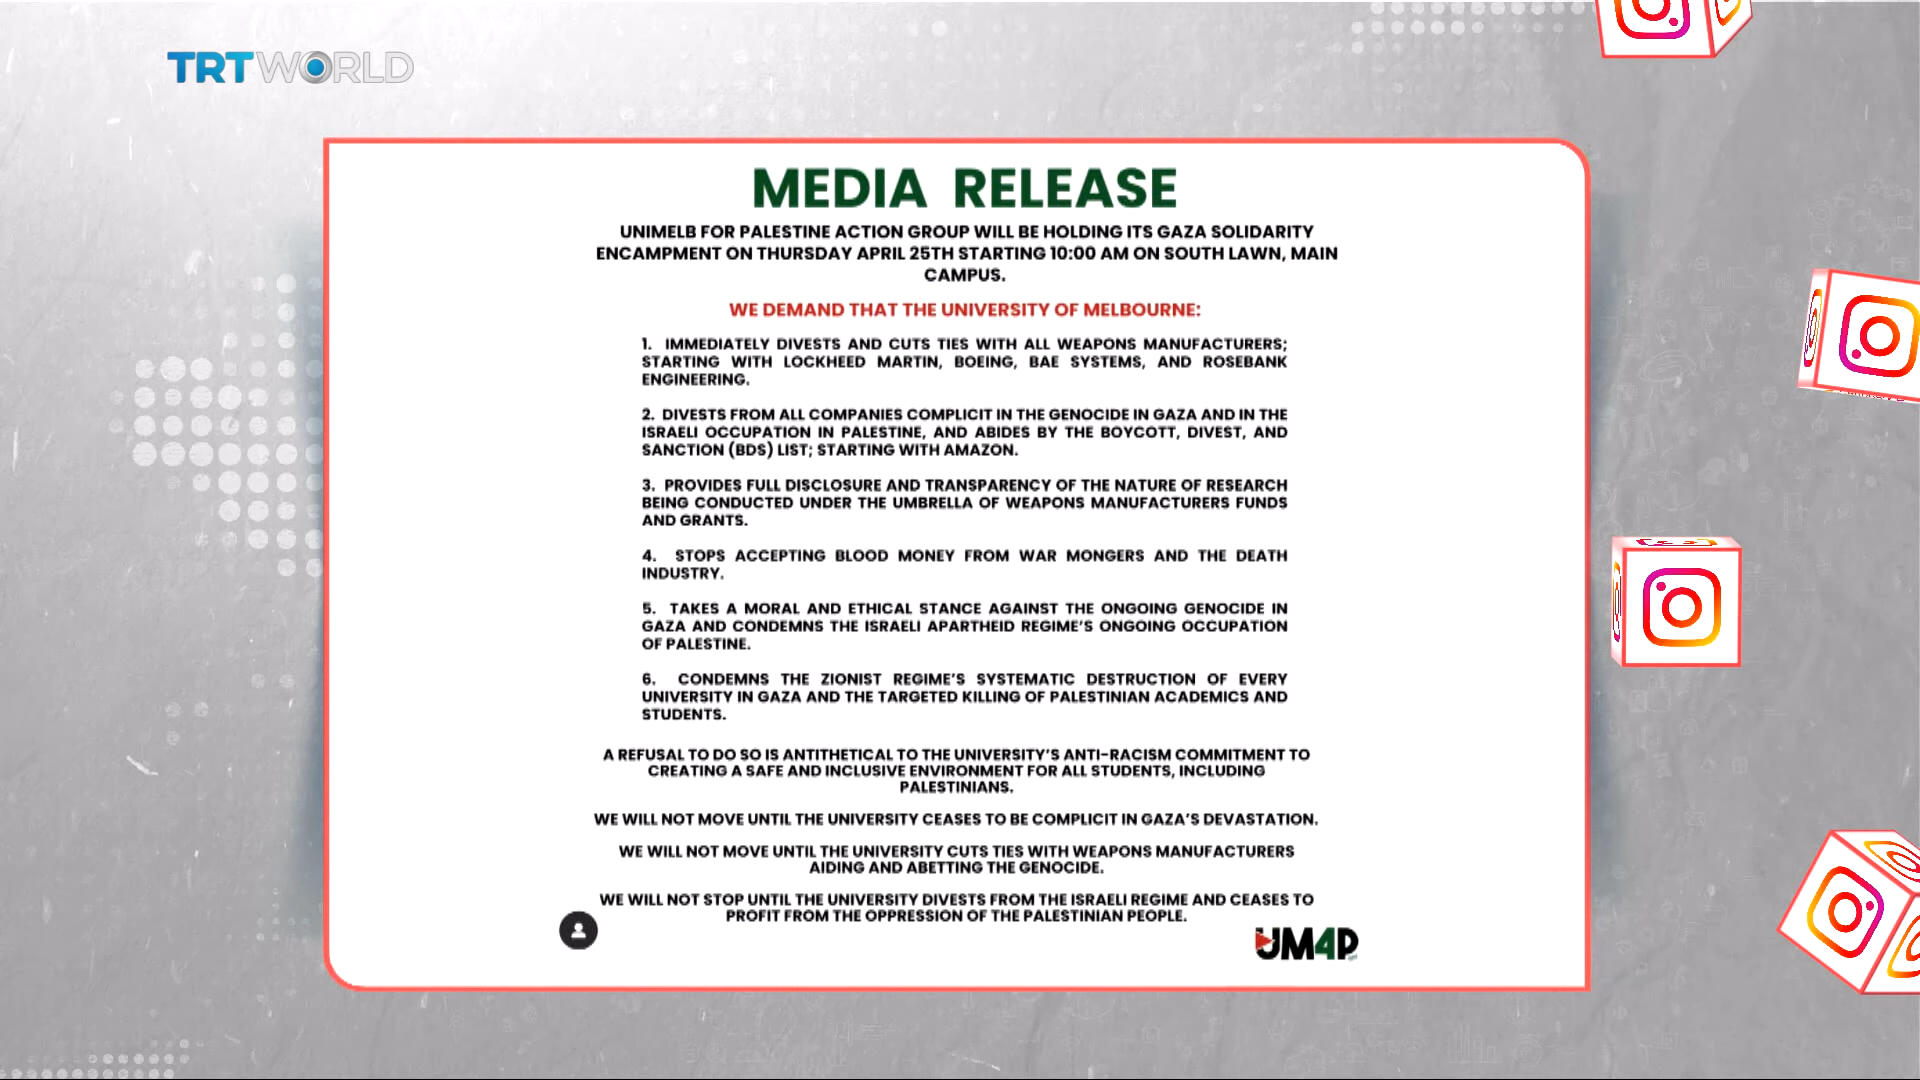 TRT WORLD
MEDIA RELEASE
UNIMELB FOR PALESTINE ACTION GROUP WILL BE HOLDING ITS GAZA SOLIDARITY
ENCAMPMENT ON THURSDAY APRIL 25TH STARTING 10:00 AM ON SOUTH LAWN, MAIN
CAMPUS.
WE DEMAND THAT THE UNIVERSITY OF MELBOURNE:
1. IMMEDIATELY DIVESTS AND CUTS TIES WITH ALL WEAPONS MANUFACTURERS;
STARTING WITH LOCKHEED MARTIN, BOEING, BAE SYSTEMS, AND ROSEBANK
ENGINEERING.
2. DIVESTS FROM ALL COMPANIES COMPLICIT IN THE GENOCIDE IN GAZA AND IN THE
ISRAELI OCCUPATION IN PALESTINE, AND ABIDES BY THE BOYCOTT, DIVEST, AND
SANCTION (BDS) LIST; STARTING WITH AMAZON.
3. PROVIDES FULL DISCLOSURE AND TRANSPARENCY OF THE NATURE OF RESEARCH
BEING CONDUCTED UNDER THE UMBRELLA OF WEAPONS MANUFACTURERS FUNDS
AND GRANTS.
4. STOPS ACCEPTING BLOOD MONEY FROM WAR MONGERS AND THE DEATH
INDUSTRY.
5. TAKES A MORAL AND ETHICAL STANCE AGAINST THE ONGOING GENOCIDE IN
GAZA AND CONDEMNS THE ISRAELI APARTHEID REGIME'S ONGOING OCCUPATION
OF PALESTINE.
6. CONDEMNS THE ZIONIST REGIME'S SYSTEMATIC DESTRUCTION OF EVERY
UNIVERSITY IN GAZA AND THE TARGETED KILLING OF PALESTINIAN ACADEMICS AND
STUDENTS.
A REFUSAL TO DO SO IS ANTITHETICAL TO THE UNIVERSITY'S ANTI-RACISM COMMITMENT TO
CREATING A SAFE AND INCLUSIVE ENVIRONMENT FOR ALL STUDENTS, INCLUDING
PALESTINIANS.
WE WILL NOT MOVE UNTIL THE UNIVERSITY CEASES TO BE COMPLICIT IN GAZA'S DEVASTATION.
WE WILL NOT MOVE UNTIL THE UNIVERSITY CUTS TIES WITH WEAPONS MANUFACTURERS
AIDING AND ABETTING THE GENOCIDE.
WE WILL NOT STOP UNTIL THE UNIVERSITY DIVESTS FROM THE ISRAELI REGIME AND CEASES TO
PROFIT FROM THE OPPRESSION OF THE PALESTINIAN PEOPLE.
UM4P